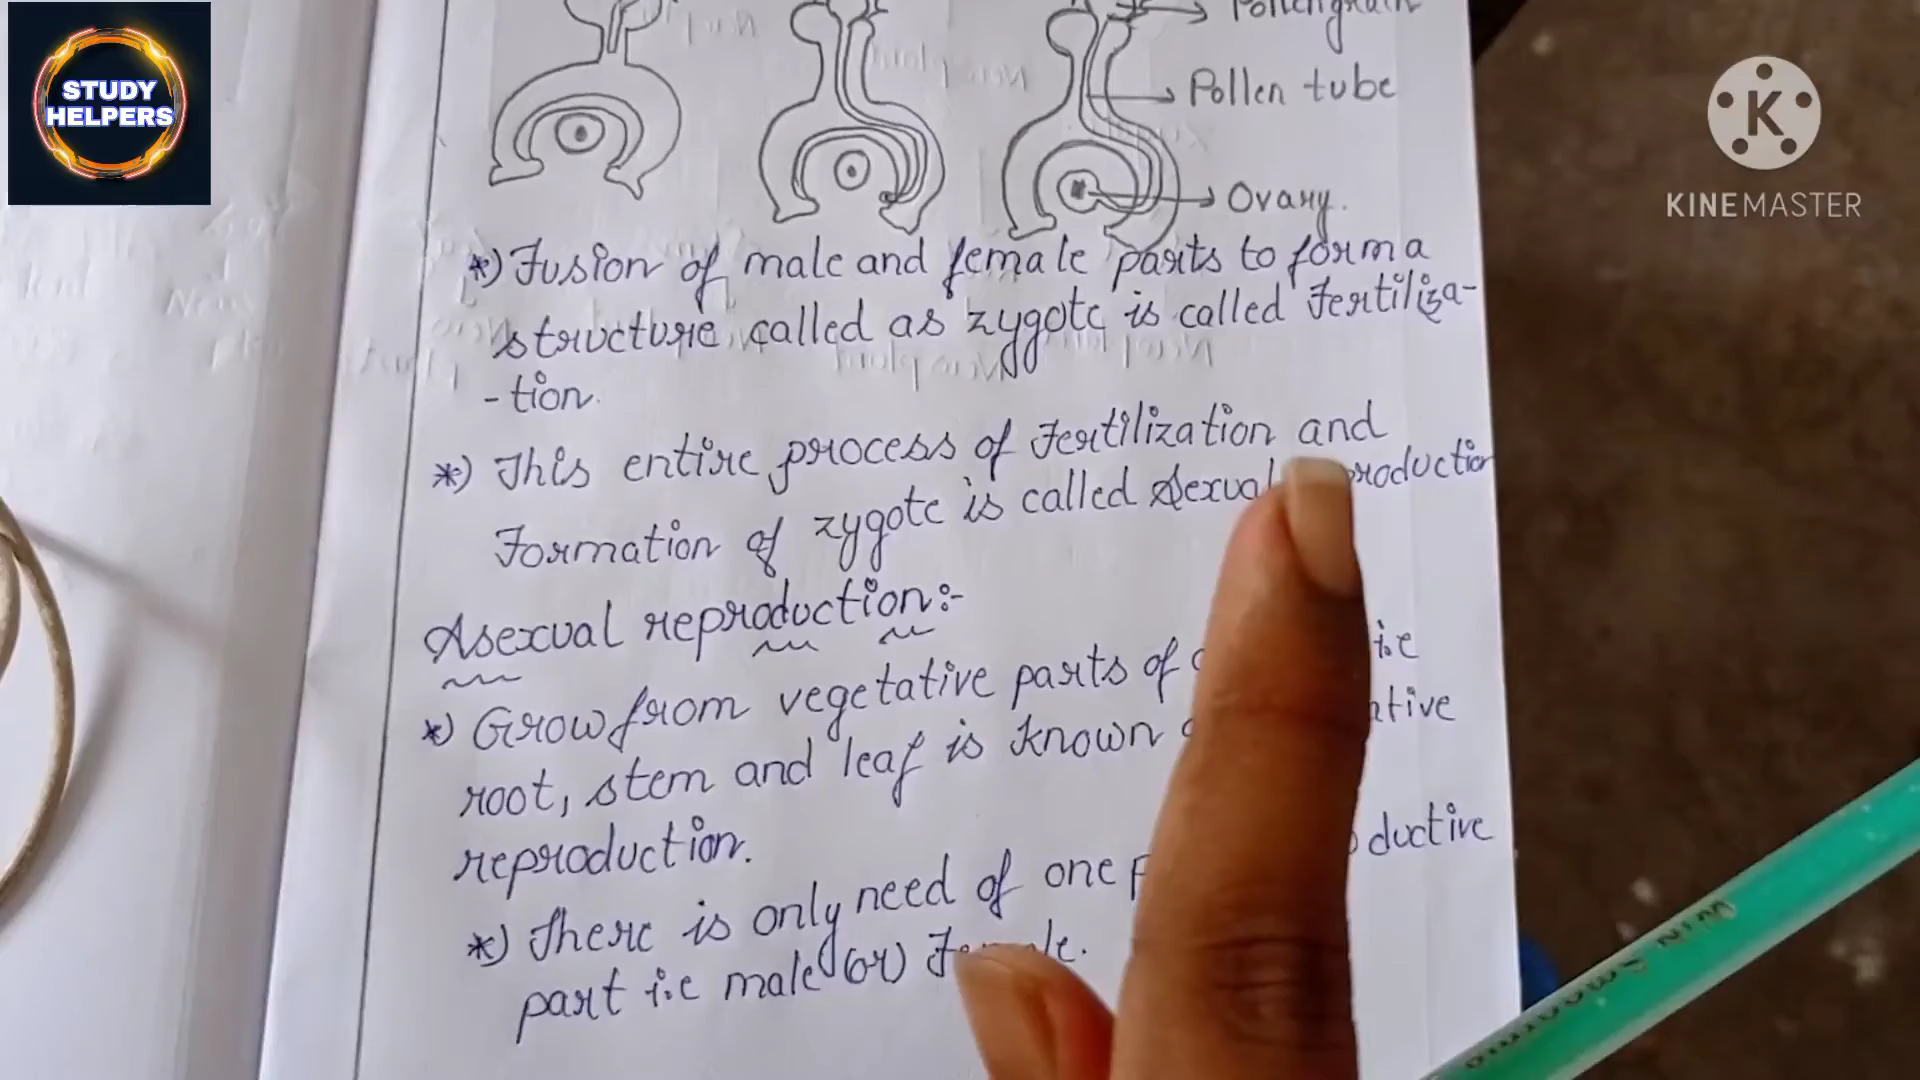 STUDY
HELPERS
K
KINEMASTER
Pollen tube
Ovary.
*) Fusion of male and female parts to form a
structure called as zygote is called Fertiliza-
-tion.
*) This entire process of Fertilization and
Formation of zygote is called Sexual
Asexual reproduction:-
*) Grow from vegetative parts of i.e
root, stem and leaf is known
reproduction.
*) There is only need of one
part i.e male (or)